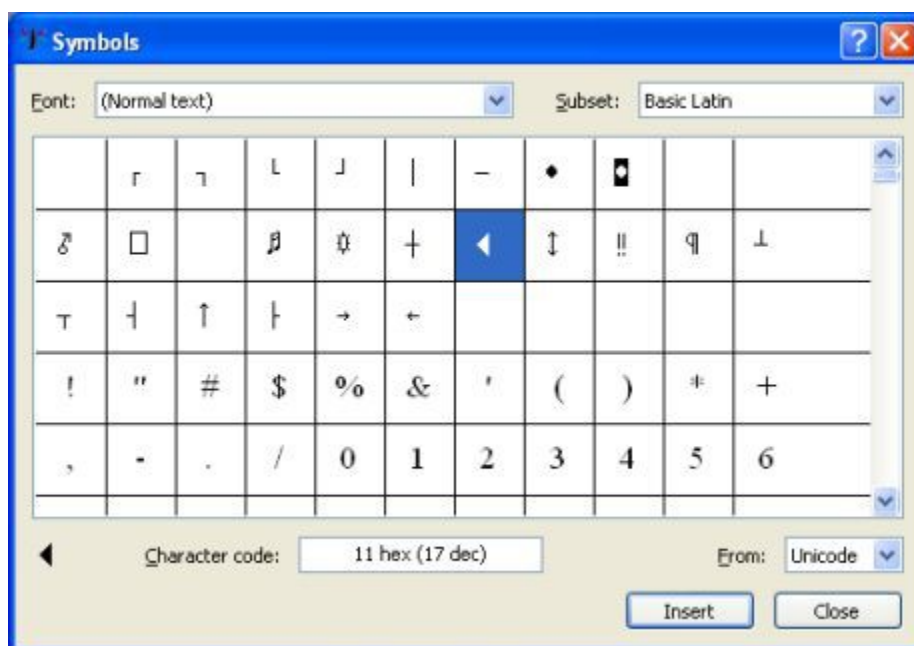 Symbols
Font: (Normal text) Subset: Basic Latin
┌ ┐ └ ┘ │ ─ • ◘
♂ □ ♬ ☼ ┼ ◄ ↕ ‼ ¶ ┴
┬ ┤ ↑ ├ → ←
! " # $ % & ' ( ) * +
, - . / 0 1 2 3 4 5 6
◄ Character code: 11 hex (17 dec) From: Unicode
Insert Close